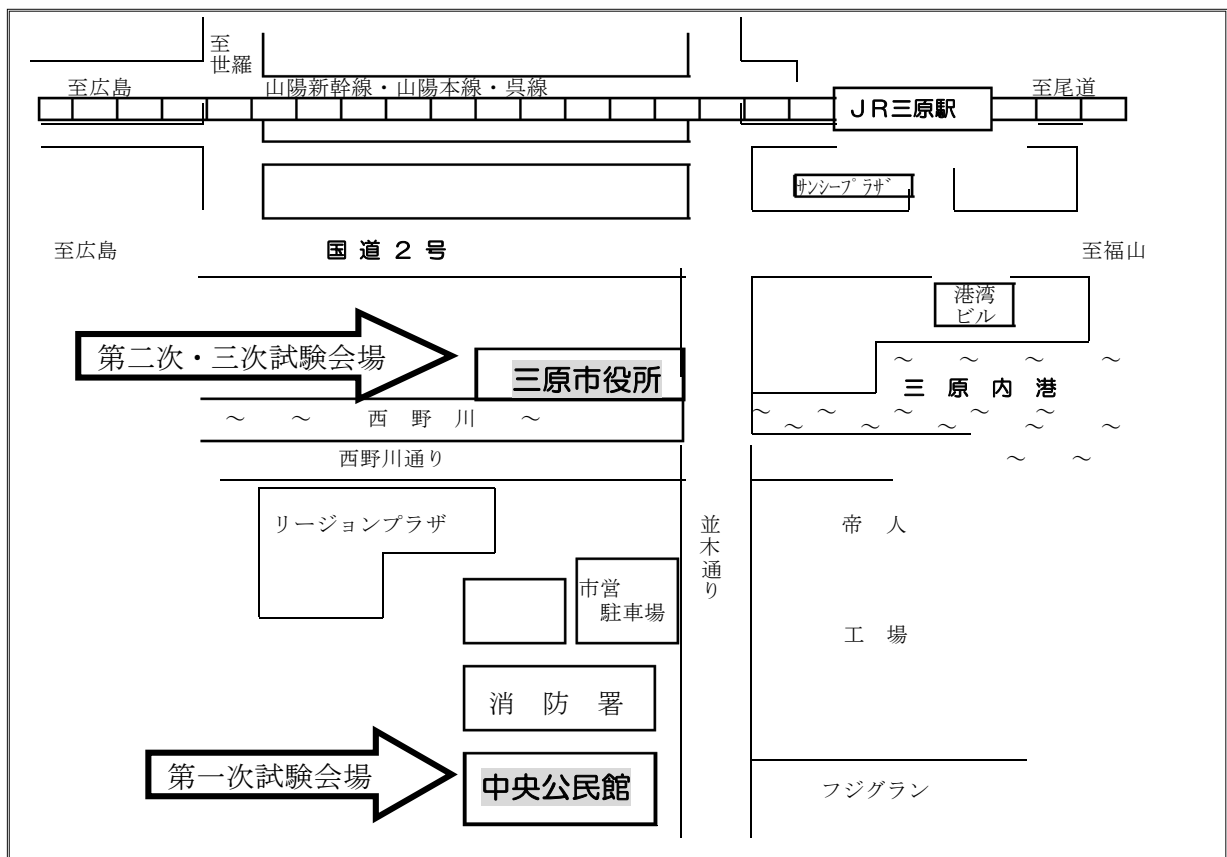 至
世羅
至広島
山陽新幹線・山陽本線・呉線
至尾道
JR三原駅
サンシープラザ
至広島
国道2号
至福山
港湾
ビル
第二次・三次試験会場
三原市役所
三原内港
~ ~ 西野川 ~
西野川通り
リージョンプラザ
並木通り
帝人
市営
駐車場
工場
消防署
第一次試験会場
中央公民館
フジグラン